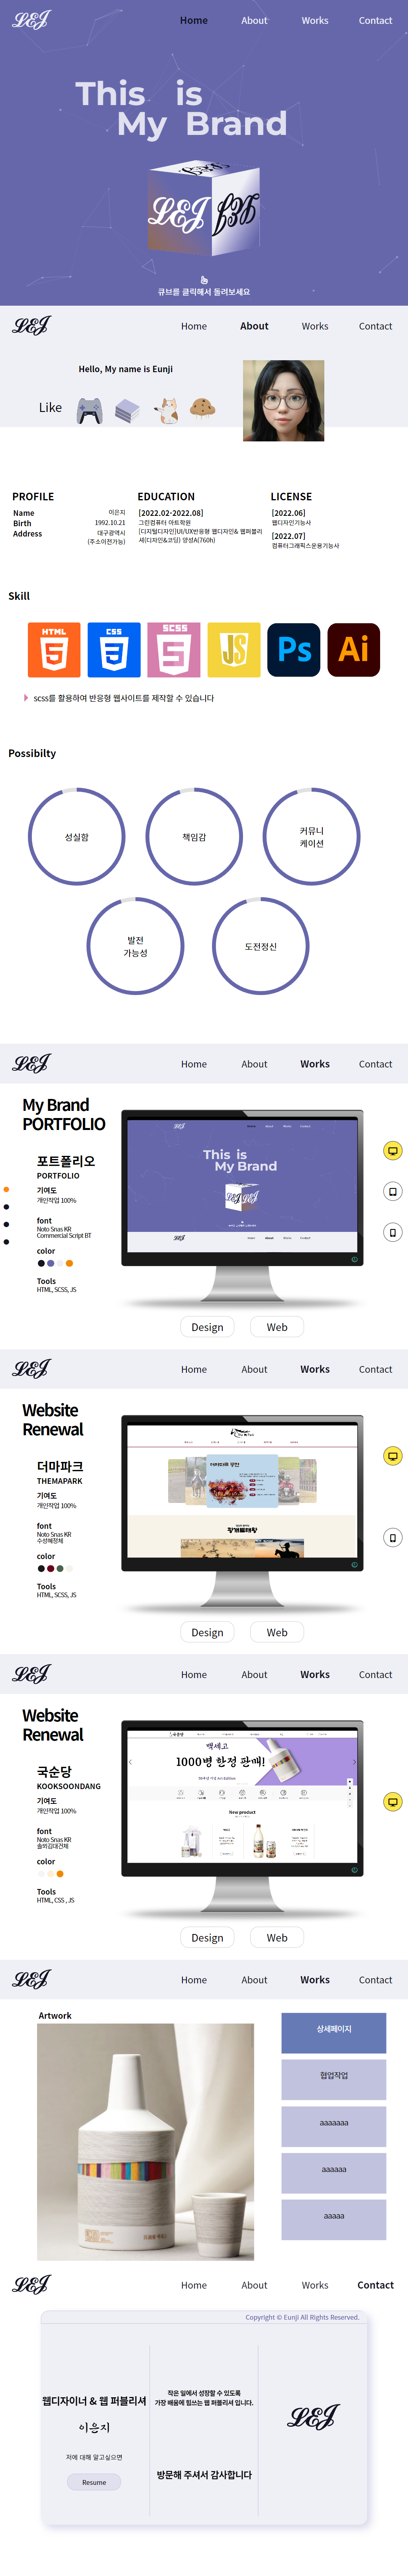 LEJ
Home About Works Contact
This is
My Brand
LEJ
큐브를 클릭해서 돌려보세요
LEJ
Home About Works Contact
Hello, My name is Eunji
Like
PROFILE
Name 이은지
Birth 1992.10.21
Address 대구광역시
(주소이전가능)
EDUCATION
[2022.02-2022.08]
그린컴퓨터 아트학원
[디지털디자인]UI/UX반응형 웹디자인& 웹퍼블리
셔(디자인&코딩) 양성A(760h)
LICENSE
[2022.06]
웹디자인기능사
[2022.07]
컴퓨터그래픽스운용기능사
Skill
HTML
5
CSS
3
SCSS
5
JS
Ps
Ai
scss를 활용하여 반응형 웹사이트를 제작할 수 있습니다
Possibilty
성실함
책임감
커뮤니
케이션
발전
가능성
도전정신
LEJ
Home About Works Contact
My Brand
PORTFOLIO
포트폴리오
PORTFOLIO
기여도
개인작업 100%
font
Noto Snas KR
Commercial Script BT
color
Tools
HTML, SCSS, JS
This is
My Brand
Design Web
LEJ
Home About Works Contact
Website
Renewal
더마파크
THEMAPARK
기여도
개인작업 100%
font
Noto Snas KR
수성혜정체
color
Tools
HTML, SCSS, JS
Design Web
LEJ
Home About Works Contact
Website
Renewal
국순당
KOOKSOONDANG
기여도
개인작업 100%
font
Noto Snas KR
color
Tools
HTML, CSS , JS
백세고
1000병 한정 판매!
New product
Design Web
LEJ
Home About Works Contact
Artwork
상세페이지
협업작업
aaaaaaa
aaaaaa
aaaaa
LEJ
Home About Works Contact
Copyright © Eunji All Rights Reserved.
웹디자이너 & 웹 퍼블리셔
이은지
저에 대해 알고싶으면
Resume
작은 일에서 성장할 수 있도록
가장 배움에 힘쓰는 웹 퍼블리셔 입니다.
방문해 주셔서 감사합니다
LEJ